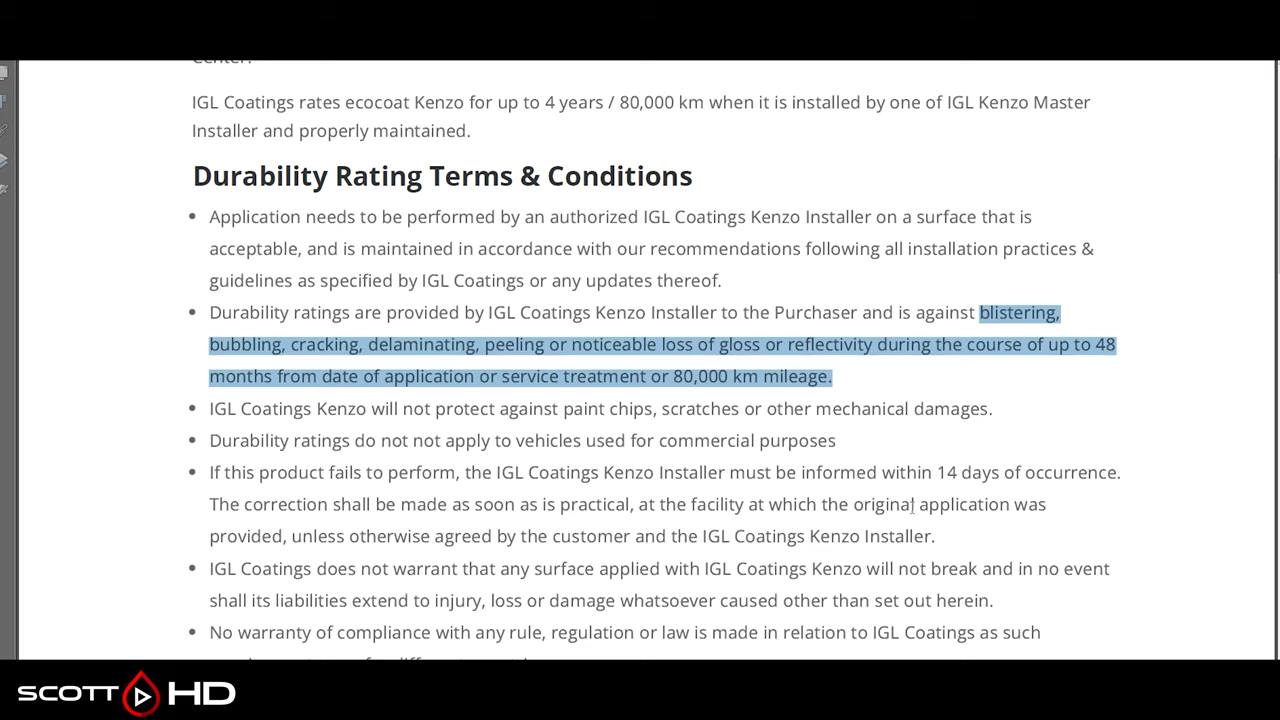 Center.
IGL Coatings rates ecocoat Kenzo for up to 4 years / 80,000 km when it is installed by one of IGL Kenzo Master
Installer and properly maintained.
Durability Rating Terms & Conditions
• Application needs to be performed by an authorized IGL Coatings Kenzo Installer on a surface that is
acceptable, and is maintained in accordance with our recommendations following all installation practices &
guidelines as specified by IGL Coatings or any updates thereof.
• Durability ratings are provided by IGL Coatings Kenzo Installer to the Purchaser and is against blistering,
bubbling, cracking, delaminating, peeling or noticeable loss of gloss or reflectivity during the course of up to 48
months from date of application or service treatment or 80,000 km mileage.
• IGL Coatings Kenzo will not protect against paint chips, scratches or other mechanical damages.
• Durability ratings do not not apply to vehicles used for commercial purposes
• If this product fails to perform, the IGL Coatings Kenzo Installer must be informed within 14 days of occurrence.
The correction shall be made as soon as is practical, at the facility at which the original application was
provided, unless otherwise agreed by the customer and the IGL Coatings Kenzo Installer.
• IGL Coatings does not warrant that any surface applied with IGL Coatings Kenzo will not break and in no event
shall its liabilities extend to injury, loss or damage whatsoever caused other than set out herein.
• No warranty of compliance with any rule, regulation or law is made in relation to IGL Coatings as such
SCOTT HD